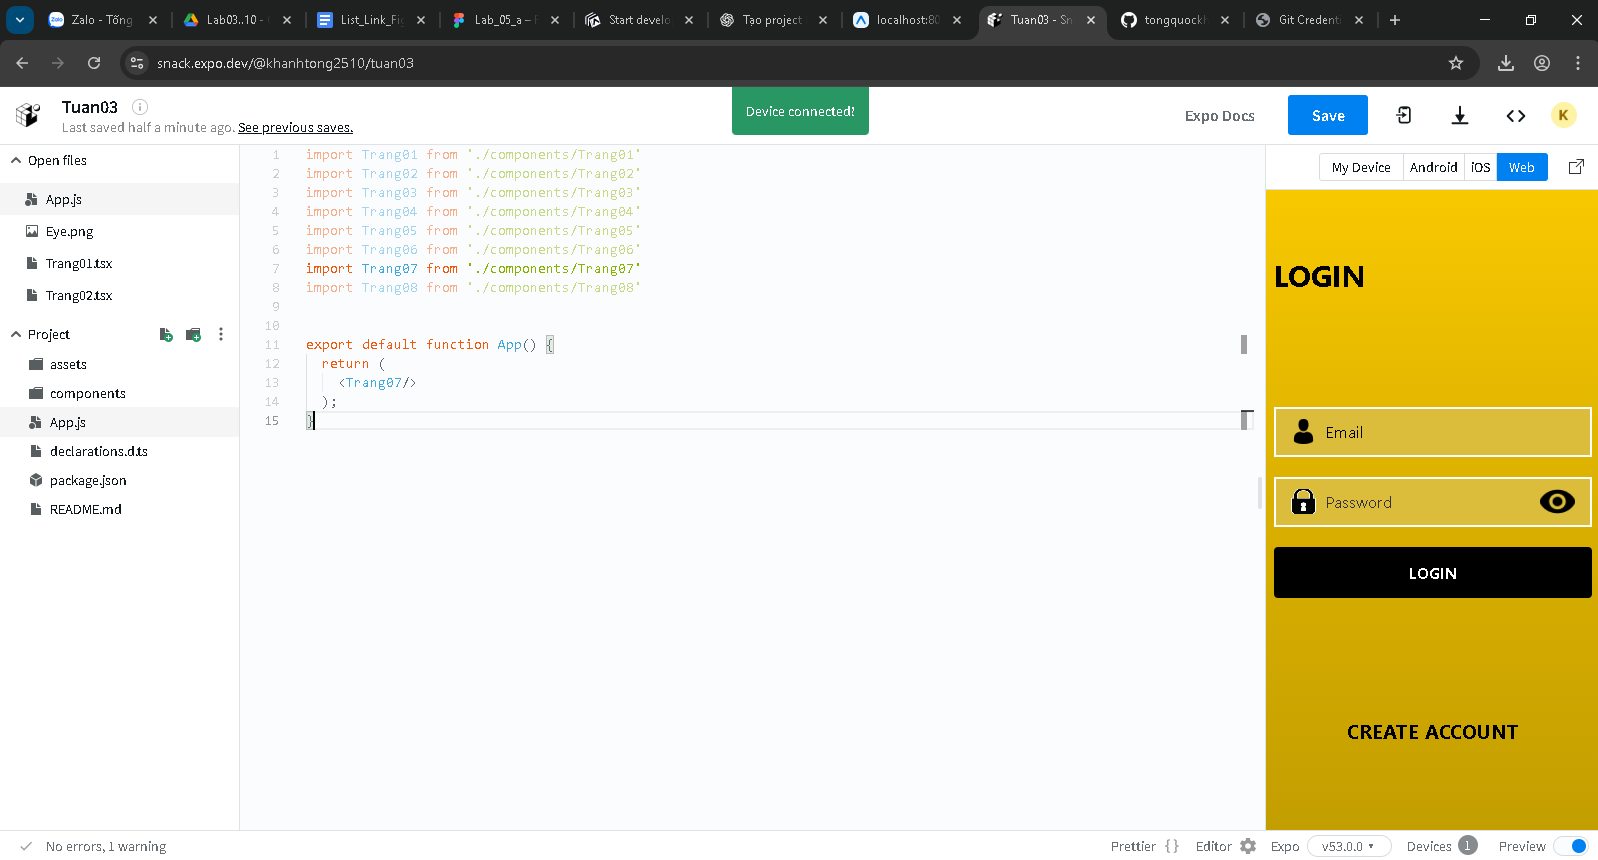 Zalo - Tổng
Lab03..10 -
List_Link_Fi
Lab_05_a –
Start develo
Tạo project
localhost:80
Tuan03 - Sn
tongquockh
Git Credenti
snack.expo.dev/@khanhtong2510/tuan03
Tuan03
Last saved half a minute ago. See previous saves.
Device connected!
Expo Docs
Save
K
Open files
App.js
Eye.png
Trang01.tsx
Trang02.tsx
Project
assets
components
App.js
declarations.d.ts
package.json
README.md
1 import Trang01 from './components/Trang01'
2 import Trang02 from './components/Trang02'
3 import Trang03 from './components/Trang03'
4 import Trang04 from './components/Trang04'
5 import Trang05 from './components/Trang05'
6 import Trang06 from './components/Trang06'
7 import Trang07 from './components/Trang07'
8 import Trang08 from './components/Trang08'
9
10
11 export default function App() {
12 return (
13 <Trang07/>
14 );
15 }
My Device Android iOS Web
LOGIN
Email
Password
LOGIN
CREATE ACCOUNT
No errors, 1 warning
Prettier { }
Editor
Expo v53.0.0
Devices 1
Preview